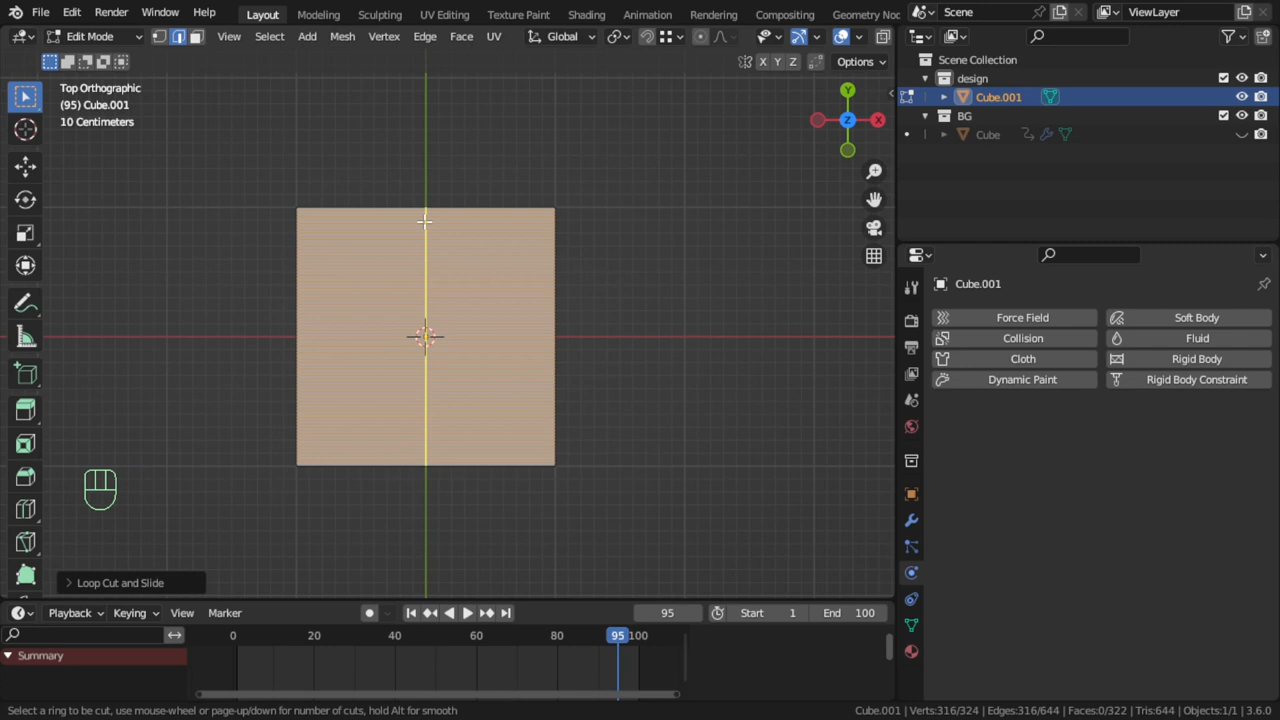 File Edit Render Window Help Layout Modeling Sculpting UV Editing Texture Paint Shading Animation Rendering Compositing Geometry Noc Scene ViewLayer
Edit Mode View Select Add Mesh Vertex Edge Face UV Global
X Y Z Options
Top Orthographic
(95) Cube.001
10 Centimeters
Y
Z X
Loop Cut and Slide
Scene Collection
design
Cube.001
BG
Cube
Cube.001
Force Field Soft Body
Collision Fluid
Cloth Rigid Body
Dynamic Paint Rigid Body Constraint
Playback Keying View Marker 95 Start 1 End 100
0 20 40 60 80 95 100
Summary
Select a ring to be cut, use mouse-wheel or page-up/down for number of cuts, hold Alt for smooth
Cube.001 | Verts:316/324 | Edges:316/644 | Faces:0/322 | Tris:644 | Objects:1/1 | 3.6.0